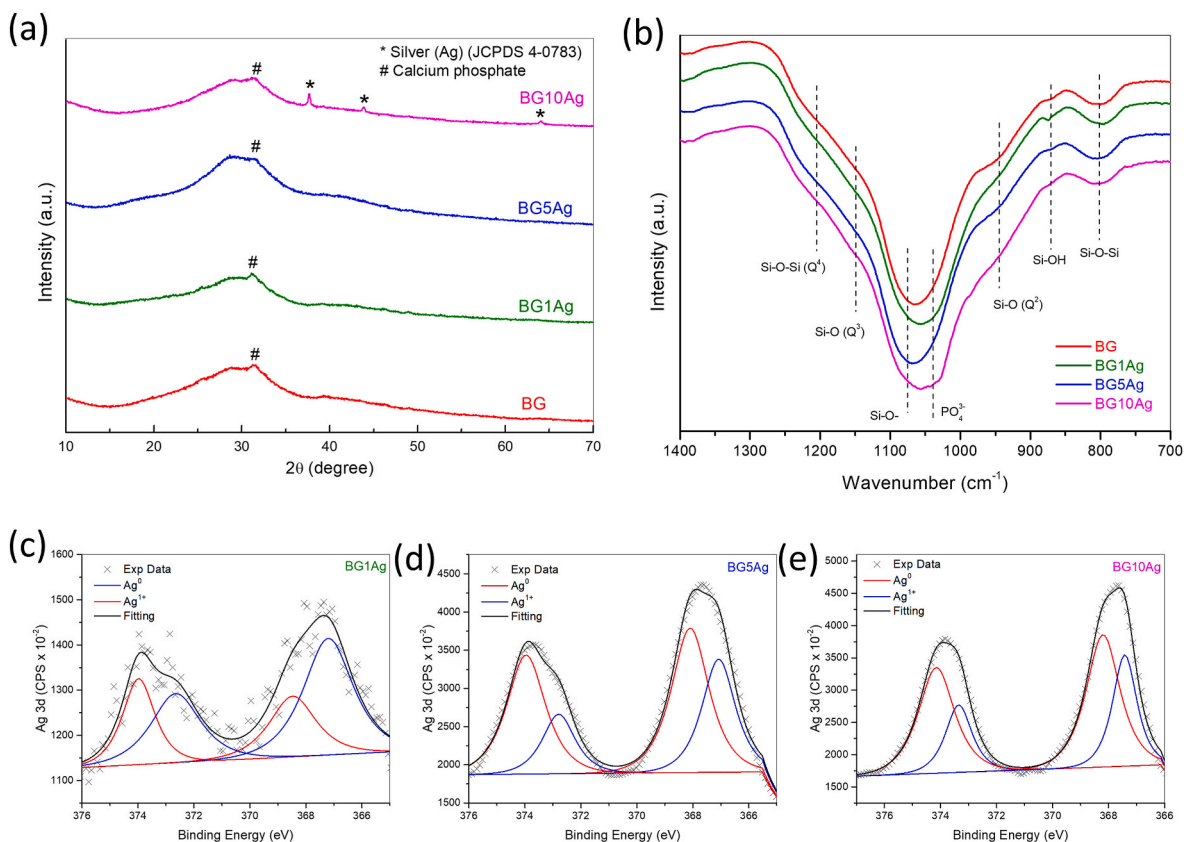 (a)
* Silver (Ag) (JCPDS 4-0783)
# Calcium phosphate
#
*
*
*
BG10Ag
#
BG5Ag
#
BG1Ag
#
BG
Intensity (a.u.)
10 20 30 40 50 60 70
2θ (degree)
(b)
Si-O-Si (Q⁴)
Si-O (Q³)
Si-O-
PO₄³⁻
Si-O (Q²)
Si-OH
Si-O-Si
BG
BG1Ag
BG5Ag
BG10Ag
Intensity (a.u.)
1400 1300 1200 1100 1000 900 800 700
Wavenumber (cm⁻¹)
(c)
BG1Ag
Exp Data
Ag⁰
Ag¹⁺
Fitting
Ag 3d (CPS x 10⁻²)
1600
1500
1400
1300
1200
1100
376 374 372 370 368 366
Binding Energy (eV)
(d)
BG5Ag
Exp Data
Ag⁰
Ag¹⁺
Fitting
Ag 3d (CPS x 10⁻²)
4500
4000
3500
3000
2500
2000
1500
376 374 372 370 368 366
Binding Energy (eV)
(e)
BG10Ag
Exp Data
Ag⁰
Ag¹⁺
Fitting
Ag 3d (CPS x 10⁻²)
5000
4500
4000
3500
3000
2500
2000
1500
376 374 372 370 368 366
Binding Energy (eV)